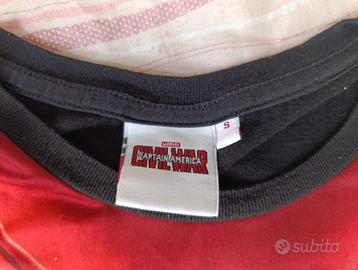 MARVEL
CAPTAIN AMERICA
CIVIL WAR
S
subito